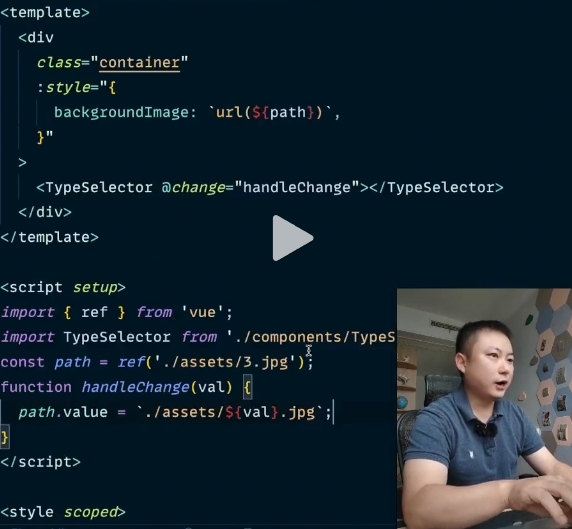 <template>
<div
class="container"
:style="{
backgroundImage: `url(${path})`,
}"
>
<TypeSelector @change="handleChange"></TypeSelector>
</div>
</template>
<script setup>
import { ref } from 'vue';
import TypeSelector from './components/TypeS
const path = ref('./assets/3.jpg');
function handleChange(val) {
path.value = `./assets/${val}.jpg`;
}
</script>
<style scoped>